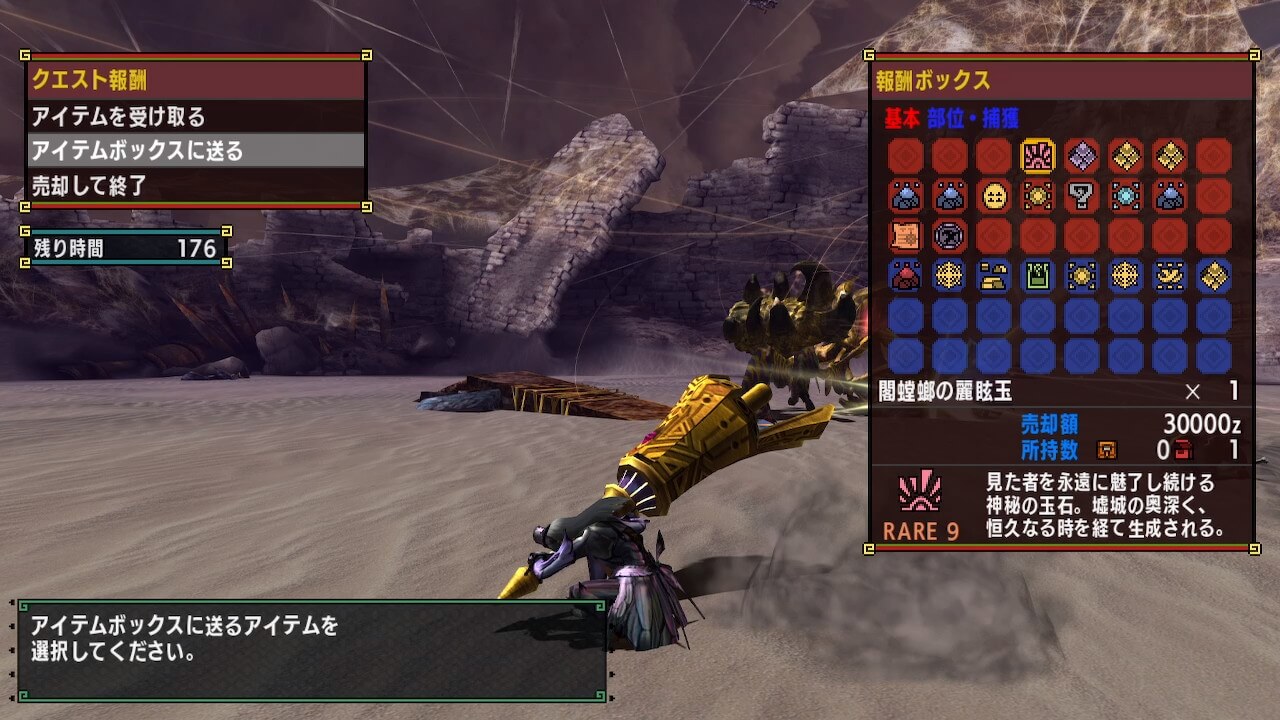 クエスト報酬
アイテムを受け取る
アイテムボックスに送る
売却して終了
残り時間 176
報酬ボックス
基本 部位・捕獲
閣螳螂の麗眩玉 × 1
売却額 30000z
所持数 0 1
見た者を永遠に魅了し続ける
神秘の玉石。墟城の奥深く、
恒久なる時を経て生成される。
RARE 9
アイテムボックスに送るアイテムを
選択してください。